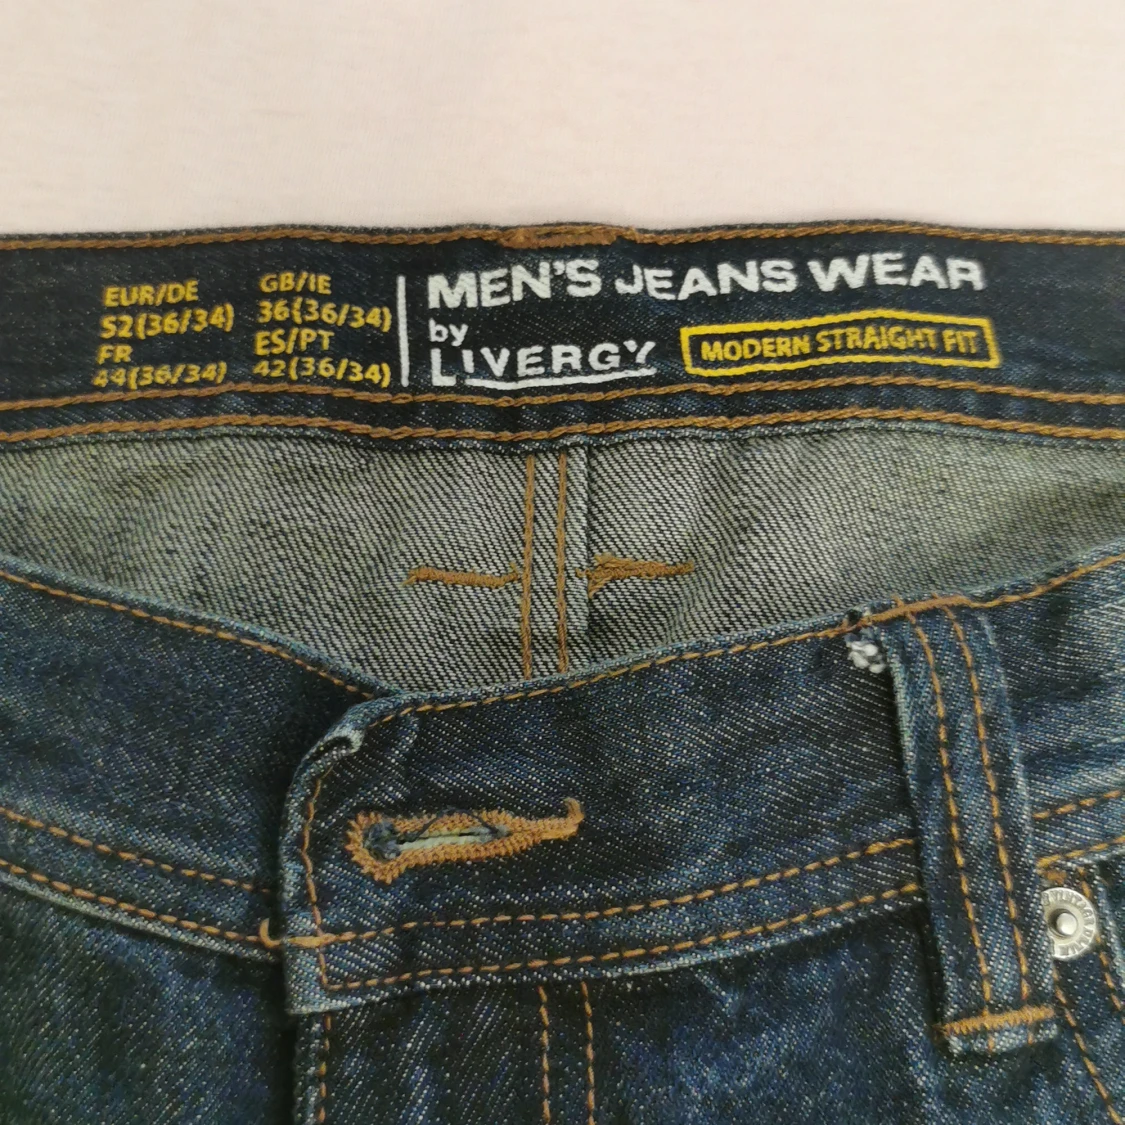 EUR/DE
52(36/34)
FR
44(36/34)
GB/IE
36(36/34)
ES/PT
42(36/34)
MEN'S JEANS WEAR
by
LIVERGY
MODERN STRAIGHT FIT